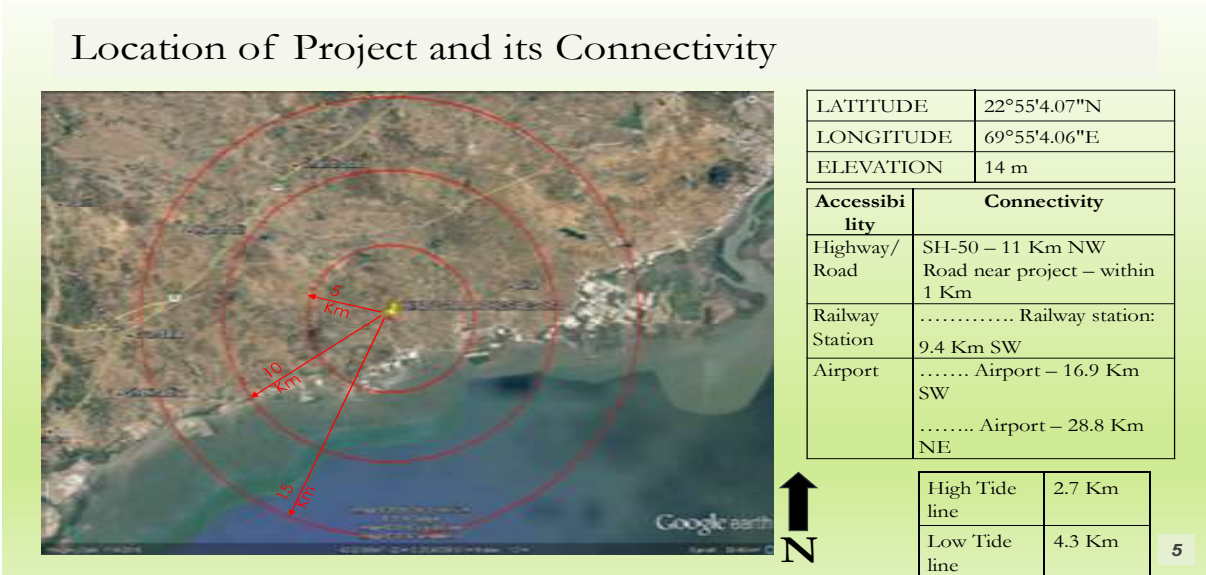 Location of Project and its Connectivity
5
Km
10
Km
15
Km
Google earth
LATITUDE 22°55'4.07"N
LONGITUDE 69°55'4.06"E
ELEVATION 14 m
Accessibi Connectivity
lity
Highway/ SH-50 – 11 Km NW
Road Road near project – within
1 Km
Railway …………. Railway station:
Station 9.4 Km SW
Airport ……. Airport – 16.9 Km
SW
…….. Airport – 28.8 Km
NE
N
High Tide 2.7 Km
line
Low Tide 4.3 Km
line
5